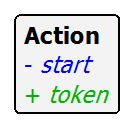 Action
- start
+ token